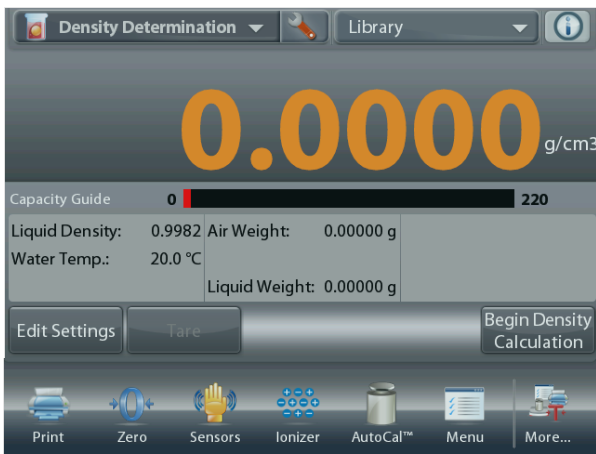 Density Determination Library
0.0000 g/cm3
Capacity Guide 0 220
Liquid Density: 0.9982 Air Weight: 0.00000 g
Water Temp.: 20.0 °C
Liquid Weight: 0.00000 g
Edit Settings Tare Begin Density
Calculation
Print Zero Sensors Ionizer AutoCal™ Menu More...